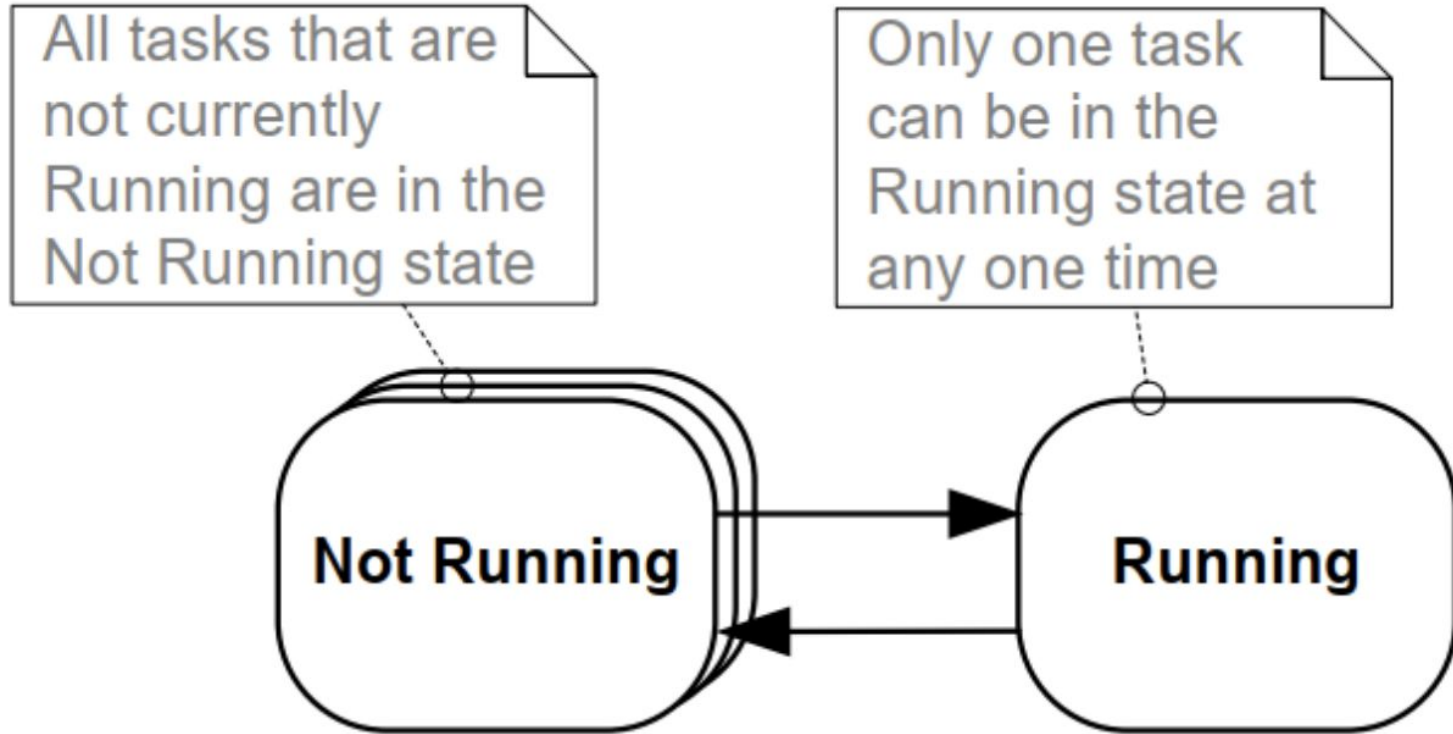 All tasks that are
not currently
Running are in the
Not Running state
Only one task
can be in the
Running state at
any one time
Not Running
Running